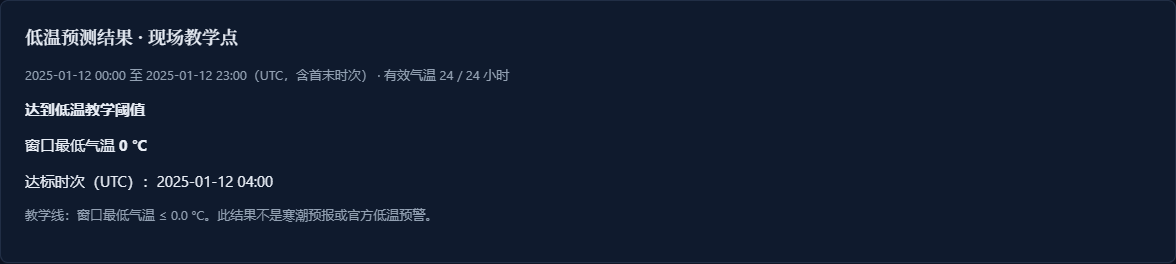 低温预测结果 · 现场教学点
2025-01-12 00:00 至 2025-01-12 23:00（UTC，含首末时次） · 有效气温 24 / 24 小时
达到低温教学阈值
窗口最低气温 0 °C
达标时次（UTC）：2025-01-12 04:00
教学线：窗口最低气温 ≤ 0.0 °C。此结果不是寒潮预报或官方低温预警。